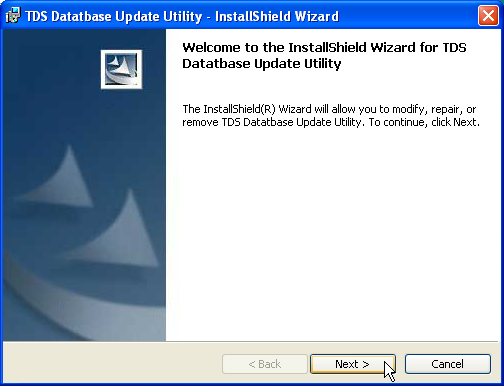 TDS Datatbase Update Utility - InstallShield Wizard
Welcome to the InstallShield Wizard for TDS
Datatbase Update Utility
The InstallShield(R) Wizard will allow you to modify, repair, or
remove TDS Datatbase Update Utility. To continue, click Next.
< Back
Next >
Cancel